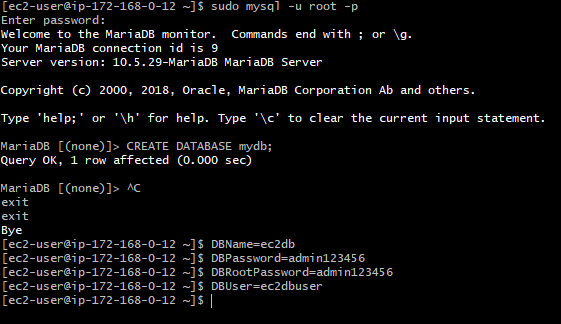 [ec2-user@ip-172-168-0-12 ~]$ sudo mysql -u root -p
Enter password:
Welcome to the MariaDB monitor.  Commands end with ; or \g.
Your MariaDB connection id is 9
Server version: 10.5.29-MariaDB MariaDB Server
Copyright (c) 2000, 2018, Oracle, MariaDB Corporation Ab and others.
Type 'help;' or '\h' for help. Type '\c' to clear the current input statement.
MariaDB [(none)]> CREATE DATABASE mydb;
Query OK, 1 row affected (0.000 sec)
MariaDB [(none)]> ^C
exit
exit
Bye
[ec2-user@ip-172-168-0-12 ~]$ DBName=ec2db
[ec2-user@ip-172-168-0-12 ~]$ DBPassword=admin123456
[ec2-user@ip-172-168-0-12 ~]$ DBRootPassword=admin123456
[ec2-user@ip-172-168-0-12 ~]$ DBUser=ec2dbuser
[ec2-user@ip-172-168-0-12 ~]$